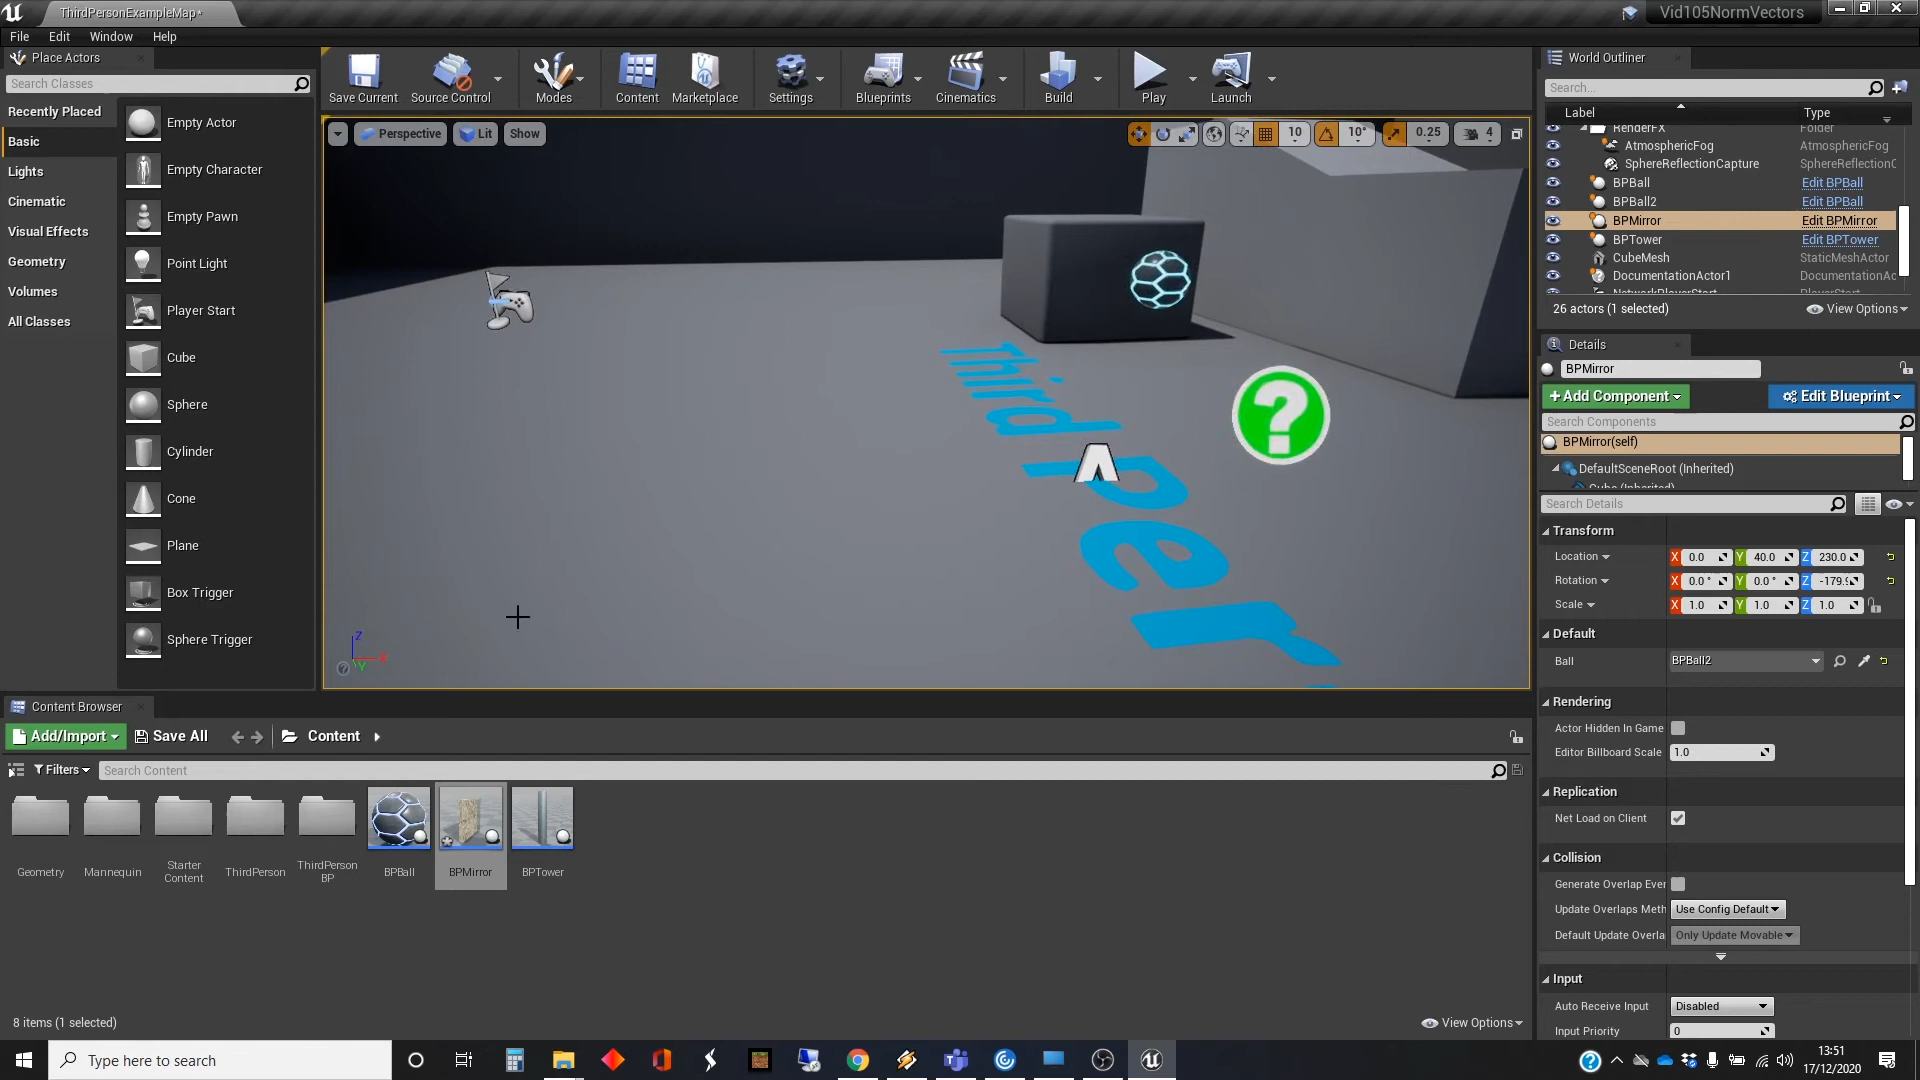 ThirdPersonExampleMap*
Vid105NormVectors
File Edit Window Help
Place Actors
Search Classes
Recently Placed
Basic
Lights
Cinematic
Visual Effects
Geometry
Volumes
All Classes
Empty Actor
Empty Character
Empty Pawn
Point Light
Player Start
Cube
Sphere
Cylinder
Cone
Plane
Box Trigger
Sphere Trigger
Save Current
Source Control
Modes
Content
Marketplace
Settings
Blueprints
Cinematics
Build
Play
Launch
Perspective
Lit
Show
10
10°
0.25
4
Third Per
?
Z
X
Y
World Outliner
Search...
Label Type
RenderFX Folder
AtmosphericFog AtmosphericFog
SphereReflectionCapture SphereReflectionC
BPBall Edit BPBall
BPBall2 Edit BPBall
BPMirror Edit BPMirror
BPTower Edit BPTower
CubeMesh StaticMeshActor
DocumentationActor1 DocumentationAc
NetworkPlayerStart PlayerStart
26 actors (1 selected)
View Options
Details
BPMirror
+Add Component
Edit Blueprint
Search Components
BPMirror(self)
DefaultSceneRoot (Inherited)
Cube (Inherited)
Search Details
Transform
Location X 0.0 Y 40.0 Z 230.0
Rotation X 0.0 ° Y 0.0 ° Z -179.9
Scale X 1.0 Y 1.0 Z 1.0
Default
Ball BPBall2
Rendering
Actor Hidden In Game
Editor Billboard Scale 1.0
Replication
Net Load on Client
Collision
Generate Overlap Ever
Update Overlaps Meth Use Config Default
Default Update Overla Only Update Movable
Input
Auto Receive Input Disabled
Input Priority 0
Content Browser
Add/Import
Save All
Content
Filters
Search Content
Geometry
Mannequin
Starter
Content
ThirdPerson
ThirdPerson
BP
BPBall
BPMirror
BPTower
8 items (1 selected)
View Options
Type here to search
13:51
17/12/2020